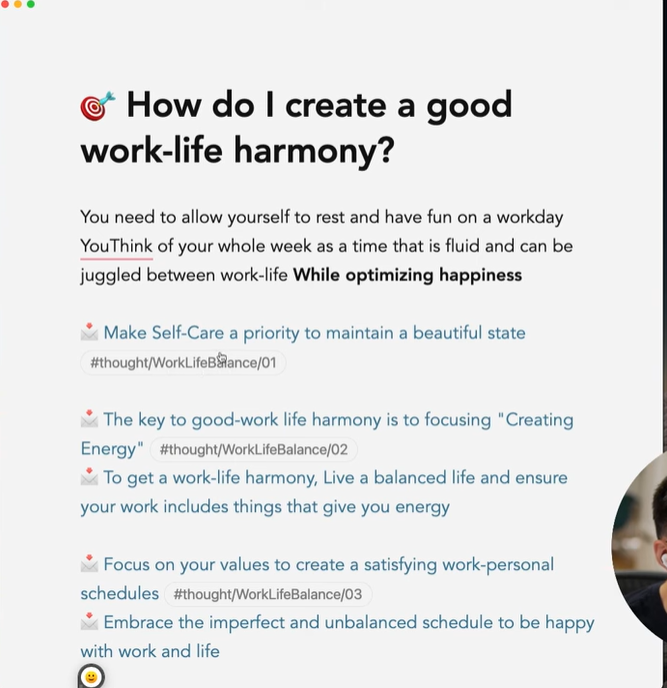 How do I create a good
work-life harmony?
You need to allow yourself to rest and have fun on a workday
YouThink of your whole week as a time that is fluid and can be
juggled between work-life While optimizing happiness
Make Self-Care a priority to maintain a beautiful state
#thought/WorkLifeBalance/01
The key to good-work life harmony is to focusing "Creating
Energy" #thought/WorkLifeBalance/02
To get a work-life harmony, Live a balanced life and ensure
your work includes things that give you energy
Focus on your values to create a satisfying work-personal
schedules #thought/WorkLifeBalance/03
Embrace the imperfect and unbalanced schedule to be happy
with work and life